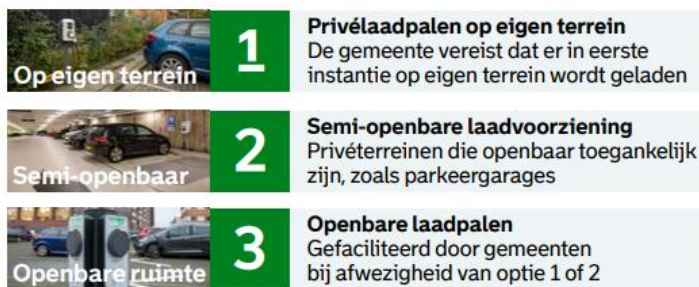 Op eigen terrein
1
Privélaadpalen op eigen terrein
De gemeente vereist dat er in eerste
instantie op eigen terrein wordt geladen
Semi-openbaar
2
Semi-openbare laadvoorziening
Privéterreinen die openbaar toegankelijk
zijn, zoals parkeergarages
Openbare ruimte
3
Openbare laadpalen
Gefaciliteerd door gemeenten
bij afwezigheid van optie 1 of 2